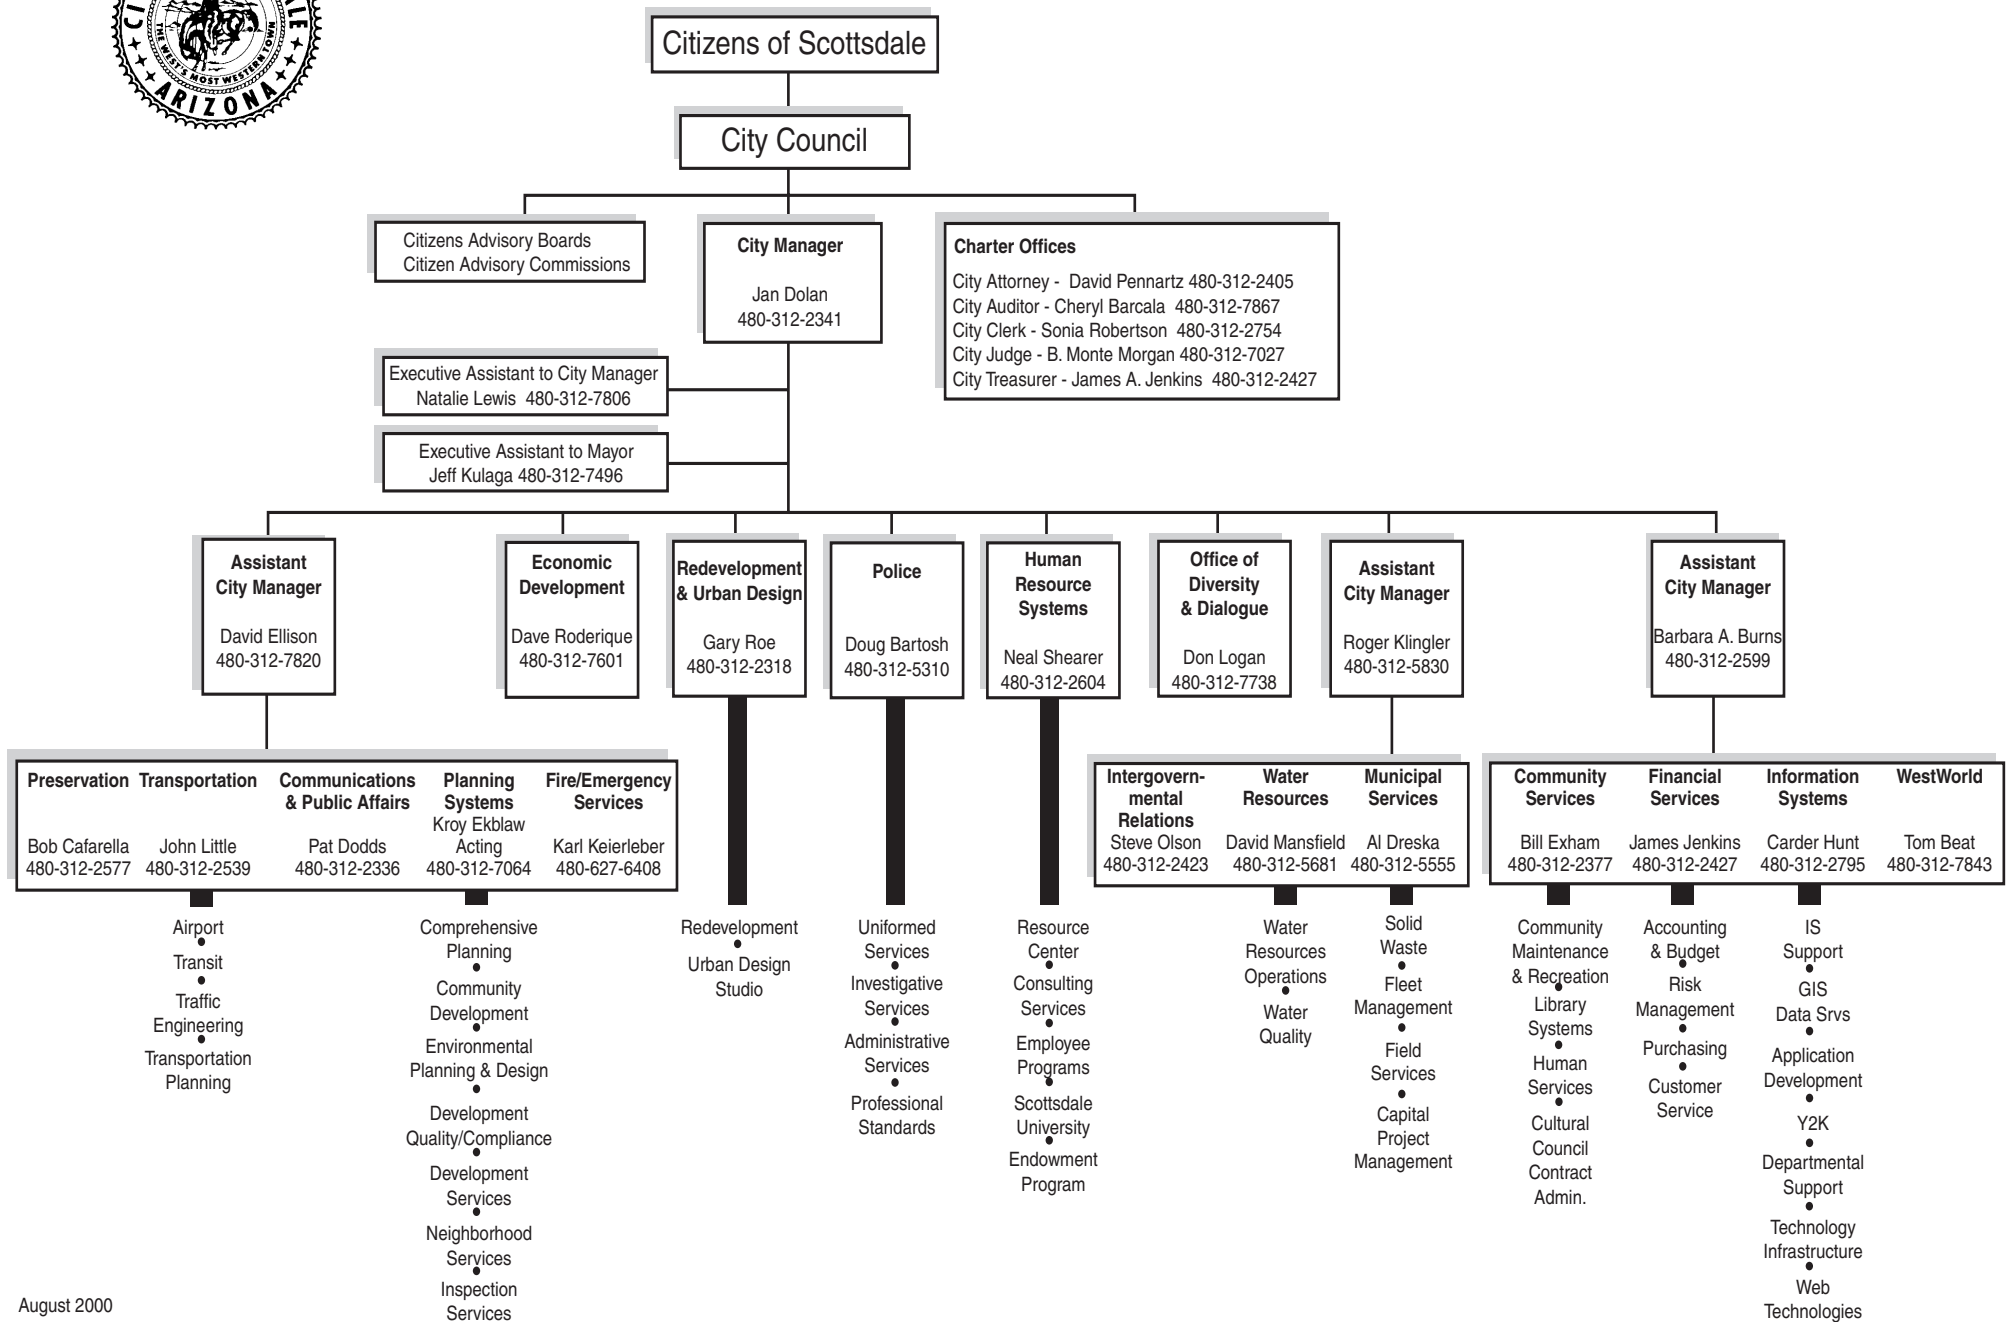 CI
ALE
THE WEST'S MOST WESTERN TOWN
ARIZONA
Citizens of Scottsdale
City Council
Citizens Advisory Boards
Citizen Advisory Commissions
City Manager
Jan Dolan
480-312-2341
Charter Offices
City Attorney - David Pennartz 480-312-2405
City Auditor - Cheryl Barcala 480-312-7867
City Clerk - Sonia Robertson 480-312-2754
City Judge - B. Monte Morgan 480-312-7027
City Treasurer - James A. Jenkins 480-312-2427
Executive Assistant to City Manager
Natalie Lewis 480-312-7806
Executive Assistant to Mayor
Jeff Kulaga 480-312-7496
Assistant
City Manager
David Ellison
480-312-7820
Economic
Development
Dave Roderique
480-312-7601
Redevelopment
& Urban Design
Gary Roe
480-312-2318
Police
Doug Bartosh
480-312-5310
Human
Resource
Systems
Neal Shearer
480-312-2604
Office of
Diversity
& Dialogue
Don Logan
480-312-7738
Assistant
City Manager
Roger Klingler
480-312-5830
Assistant
City Manager
Barbara A. Burns
480-312-2599
Preservation
Bob Cafarella
480-312-2577
Transportation
John Little
480-312-2539
Communications
& Public Affairs
Pat Dodds
480-312-2336
Planning
Systems
Kroy Ekblaw
Acting
480-312-7064
Fire/Emergency
Services
Karl Keierleber
480-627-6408
Intergovern-
mental
Relations
Steve Olson
480-312-2423
Water
Resources
David Mansfield
480-312-5681
Municipal
Services
Al Dreska
480-312-5555
Community
Services
Bill Exham
480-312-2377
Financial
Services
James Jenkins
480-312-2427
Information
Systems
Carder Hunt
480-312-2795
WestWorld
Tom Beat
480-312-7843
Airport
•
Transit
•
Traffic
Engineering
•
Transportation
Planning
Comprehensive
Planning
•
Community
Development
•
Environmental
Planning & Design
•
Development
Quality/Compliance
•
Development
Services
•
Neighborhood
Services
•
Inspection
Services
Redevelopment
•
Urban Design
Studio
Uniformed
Services
•
Investigative
Services
•
Administrative
Services
•
Professional
Standards
Resource
Center
•
Consulting
Services
•
Employee
Programs
•
Scottsdale
University
•
Endowment
Program
Water
Resources
Operations
•
Water
Quality
Solid
Waste
•
Fleet
Management
•
Field
Services
•
Capital
Project
Management
Community
Maintenance
& Recreation
•
Library
Systems
•
Human
Services
•
Cultural
Council
Contract
Admin.
Accounting
& Budget
•
Risk
Management
•
Purchasing
•
Customer
Service
IS
Support
•
GIS
Data Srvs
•
Application
Development
•
Y2K
•
Departmental
Support
•
Technology
Infrastructure
•
Web
Technologies
August 2000